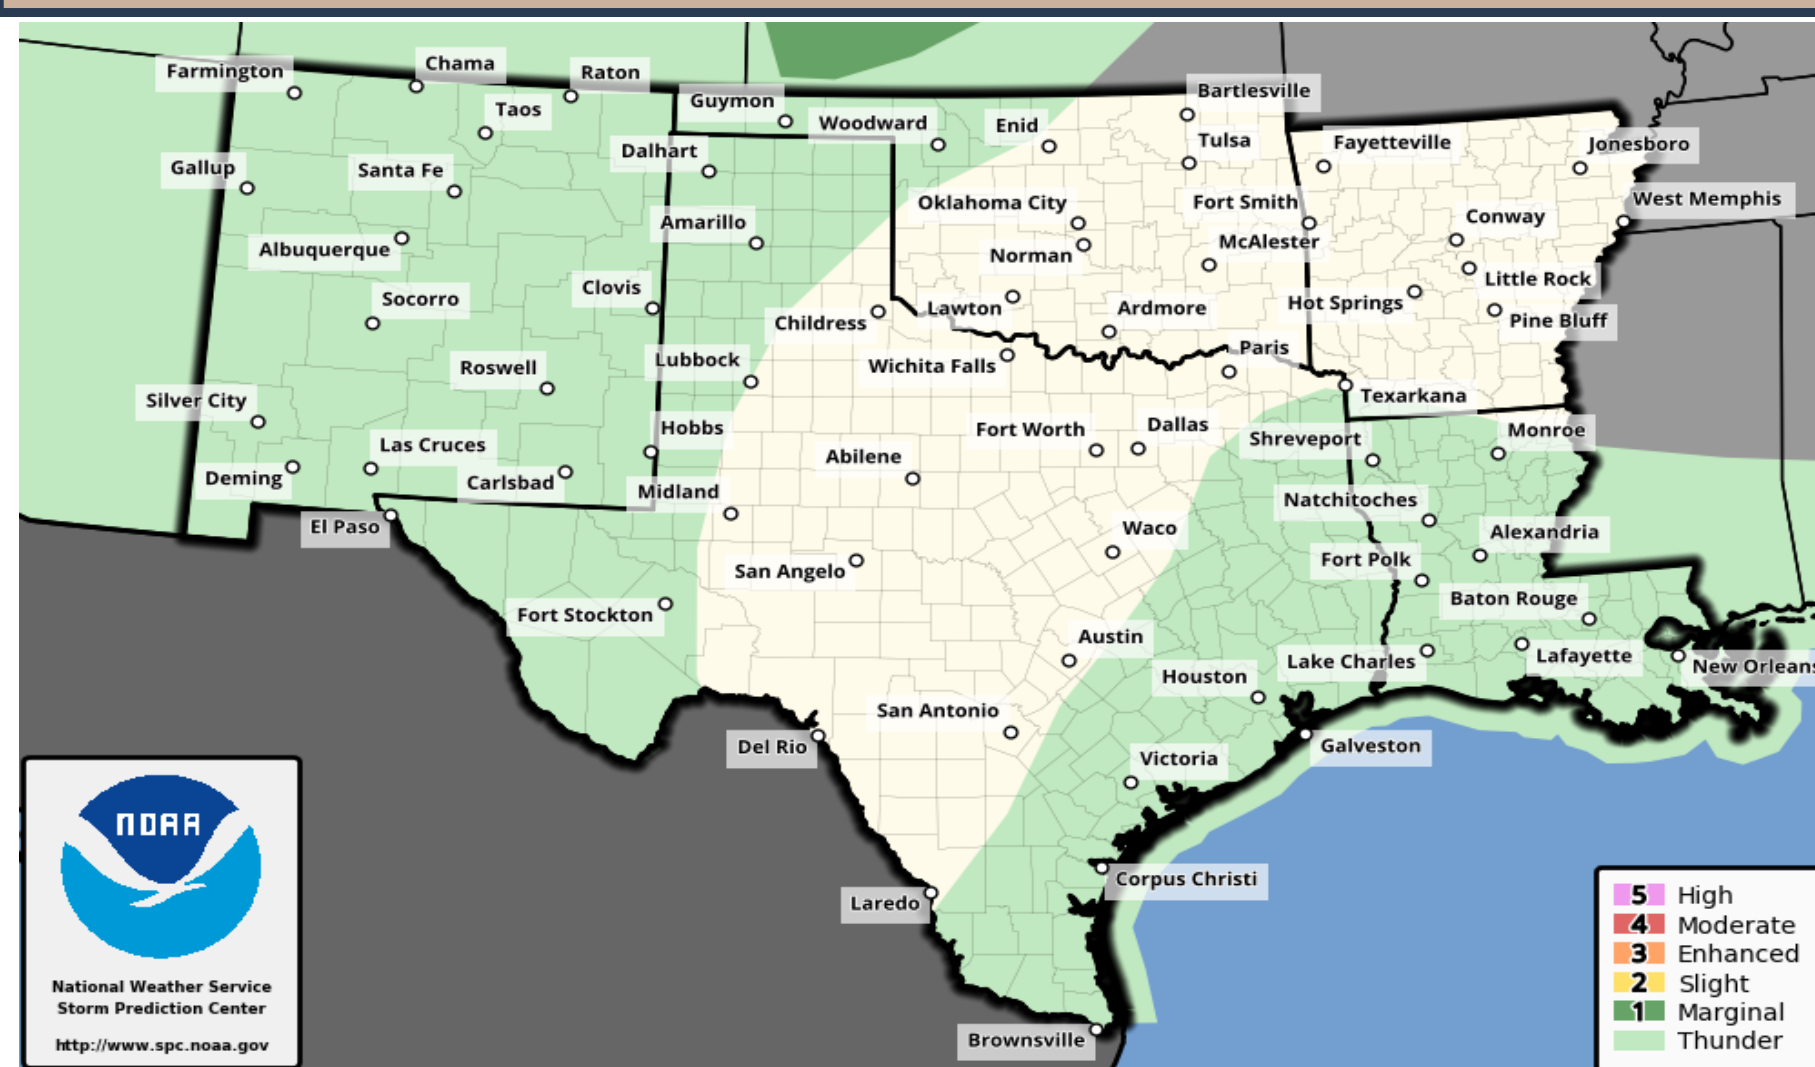 Farmington
Chama
Raton
Taos
Guymon
Woodward
Enid
Bartlesville
Tulsa
Fayetteville
Jonesboro
Dalhart
Gallup
Santa Fe
West Memphis
Oklahoma City
Fort Smith
Conway
Amarillo
McAlester
Albuquerque
Norman
Little Rock
Clovis
Socorro
Hot Springs
Lawton
Ardmore
Pine Bluff
Childress
Paris
Lubbock
Wichita Falls
Roswell
Texarkana
Silver City
Hobbs
Fort Worth
Dallas
Monroe
Shreveport
Las Cruces
Abilene
Deming
Carlsbad
Midland
Natchitoches
El Paso
Waco
Alexandria
Fort Polk
San Angelo
Baton Rouge
Fort Stockton
Austin
Lake Charles
Lafayette
New Orleans
Houston
San Antonio
Del Rio
Galveston
Victoria
Corpus Christi
Laredo
Brownsville
NOAA
National Weather Service
Storm Prediction Center
http://www.spc.noaa.gov
5 High
4 Moderate
3 Enhanced
2 Slight
1 Marginal
Thunder